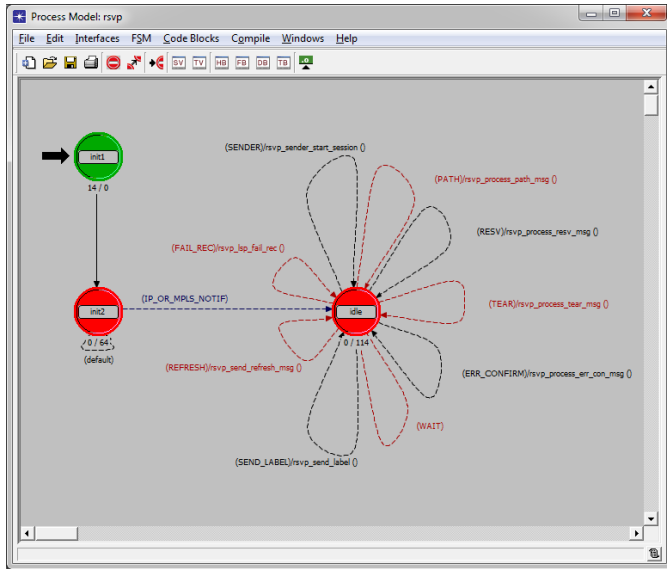 Process Model: rsvp
File Edit Interfaces FSM Code Blocks Compile Windows Help
SV TV HB FB DB TB .o
(SENDER)/rsvp_sender_start_session ()
init1
(PATH)/rsvp_process_path_msg ()
14 / 0
(RESV)/rsvp_process_resv_msg ()
(FAIL_REC)/rsvp_lsp_fail_rec ()
(IP_OR_MPLS_NOTIF)
(TEAR)/rsvp_process_tear_msg ()
init2
idle
0 / 64
0 / 114
(default)
(REFRESH)/rsvp_send_refresh_msg ()
(ERR_CONFIRM)/rsvp_process_err_con_msg ()
(WAIT)
(SEND_LABEL)/rsvp_send_label ()